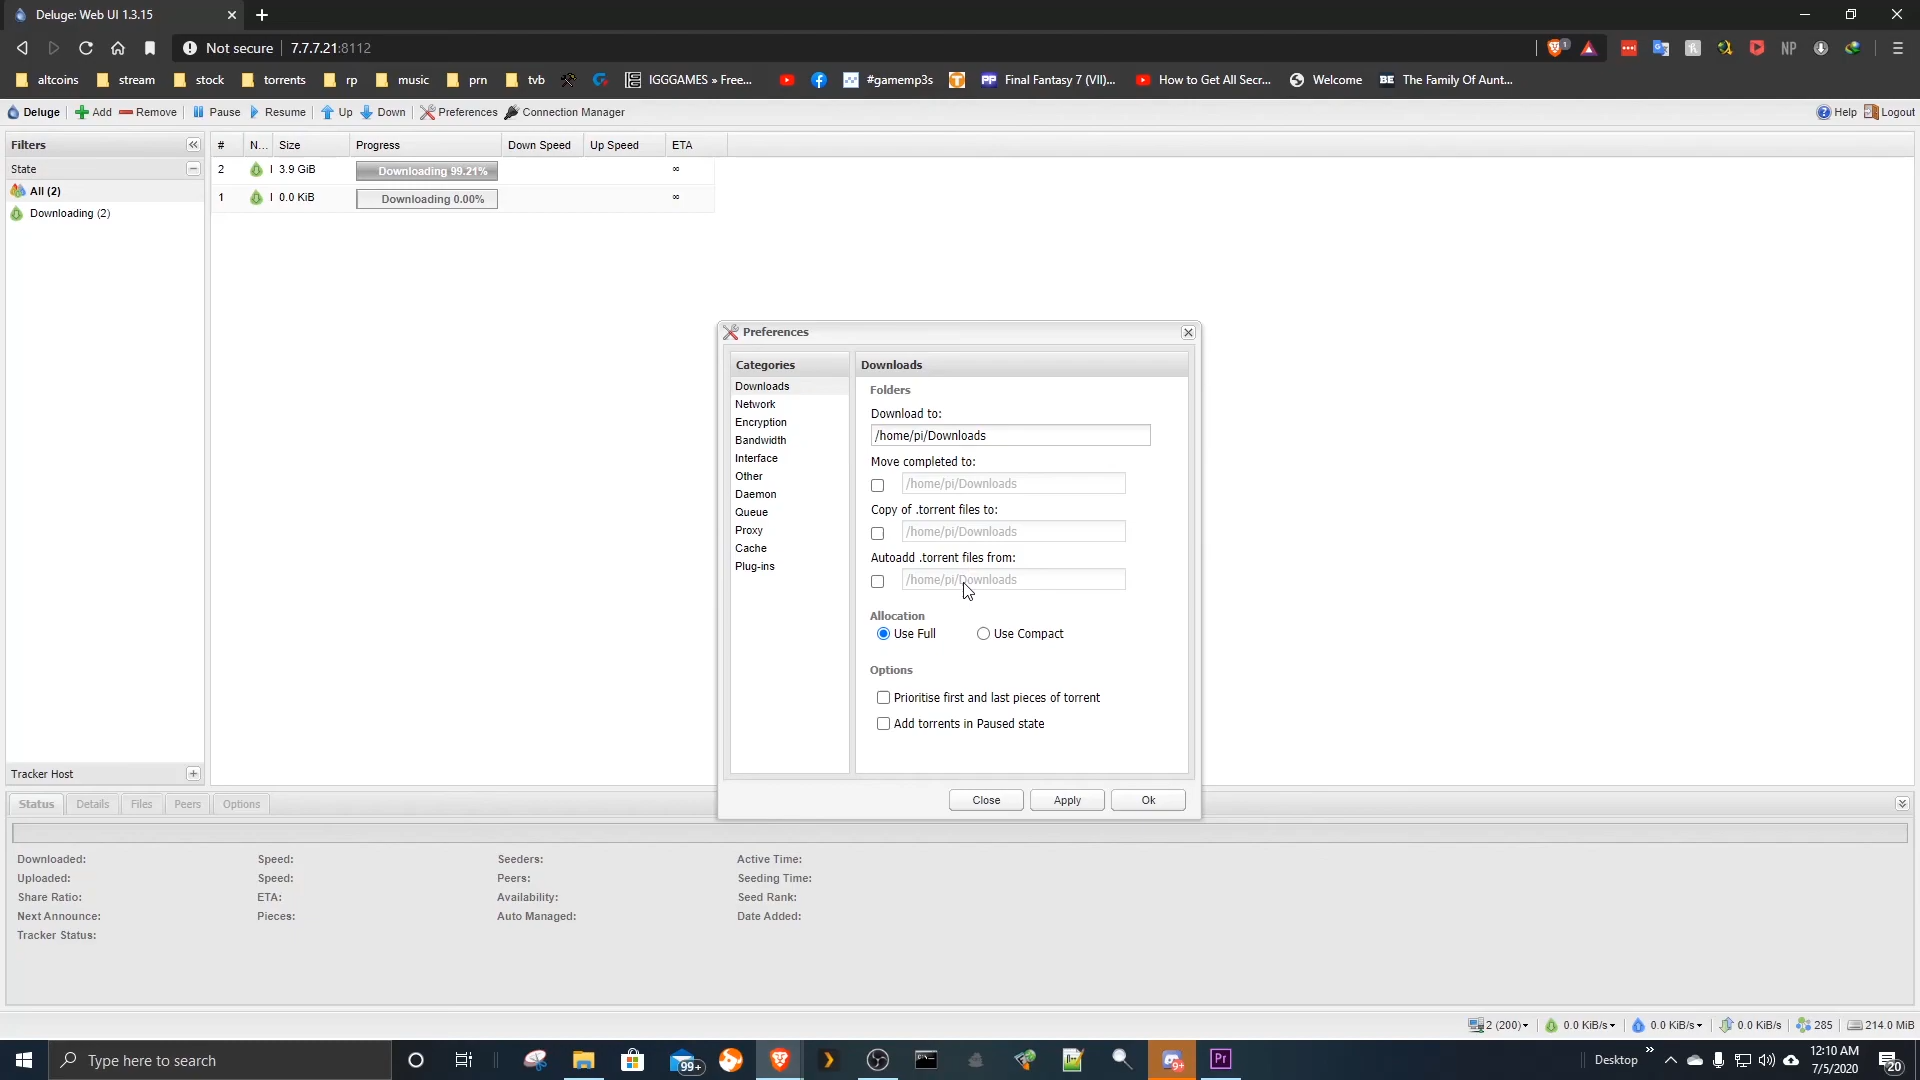 Deluge: Web UI 1.3.15
Not secure 7.7.7.21:8112
1
NP
altcoins stream stock torrents rp music prn tvb IGGGAMES » Free... #gamemp3s Final Fantasy 7 (VII)... How to Get All Secr... Welcome BE The Family Of Aunt...
Deluge Add Remove Pause Resume Up Down Preferences Connection Manager Help Logout
Filters
# N... Size Progress Down Speed Up Speed ETA
State
2 I 3.9 GiB Downloading 99.21% ∞
All (2)
1 I 0.0 KiB Downloading 0.00% ∞
Downloading (2)
Preferences
Categories
Downloads
Network
Encryption
Bandwidth
Interface
Other
Daemon
Queue
Proxy
Cache
Plug-ins
Downloads
Folders
Download to:
/home/pi/Downloads
Move completed to:
/home/pi/Downloads
Copy of .torrent files to:
/home/pi/Downloads
Autoadd .torrent files from:
/home/pi/Downloads
Allocation
Use Full Use Compact
Options
Prioritise first and last pieces of torrent
Add torrents in Paused state
Close Apply Ok
Tracker Host
Status Details Files Peers Options
Downloaded: Speed: Seeders: Active Time:
Uploaded: Speed: Peers: Seeding Time:
Share Ratio: ETA: Availability: Seed Rank:
Next Announce: Pieces: Auto Managed: Date Added:
Tracker Status:
2 (200) 0.0 KiB/s 0.0 KiB/s 0.0 KiB/s 285 214.0 MiB
Type here to search
99+
9+
Pr
Desktop
12:10 AM
7/5/2020
20